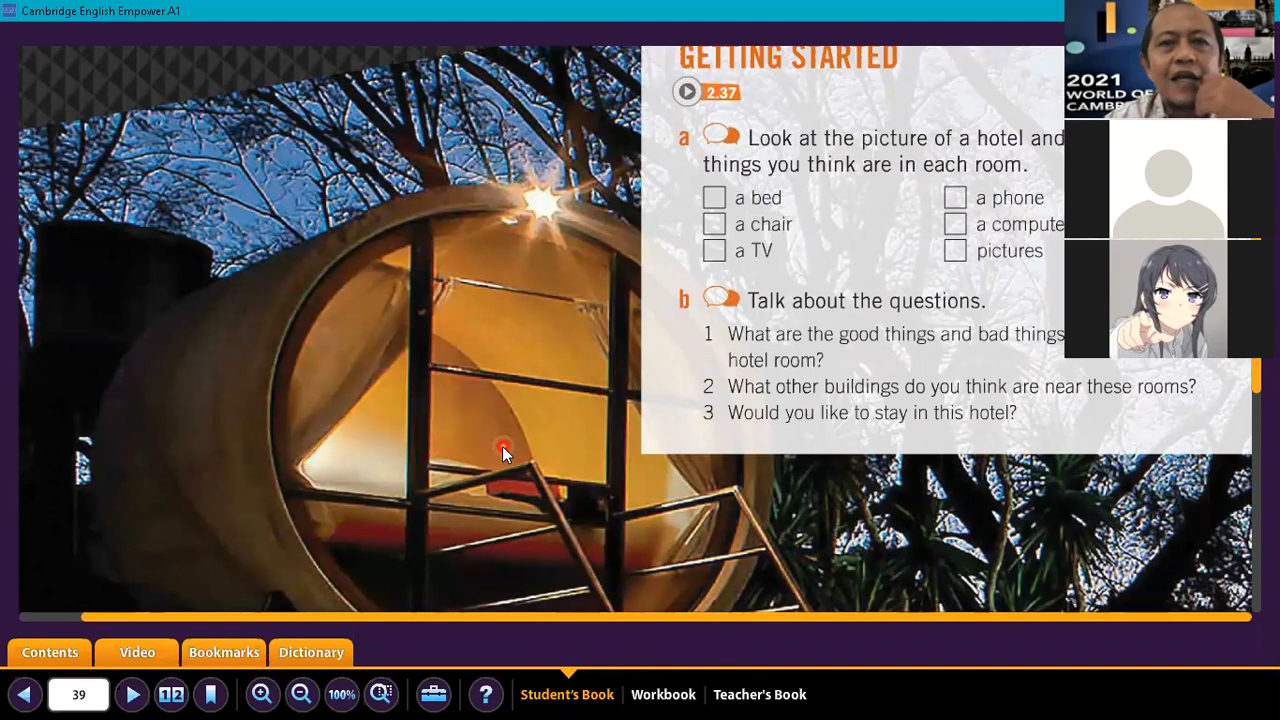 Cambridge English Empower A1
GETTING STARTED
2.37
a Look at the picture of a hotel and
things you think are in each room.
a bed
a phone
a chair
a compute
a TV
pictures
b Talk about the questions.
1 What are the good things and bad things
hotel room?
2 What other buildings do you think are near these rooms?
3 Would you like to stay in this hotel?
2021
WORLD OF
CAMB
Contents
Video
Bookmarks
Dictionary
39
12
100%
?
Student's Book
Workbook
Teacher's Book